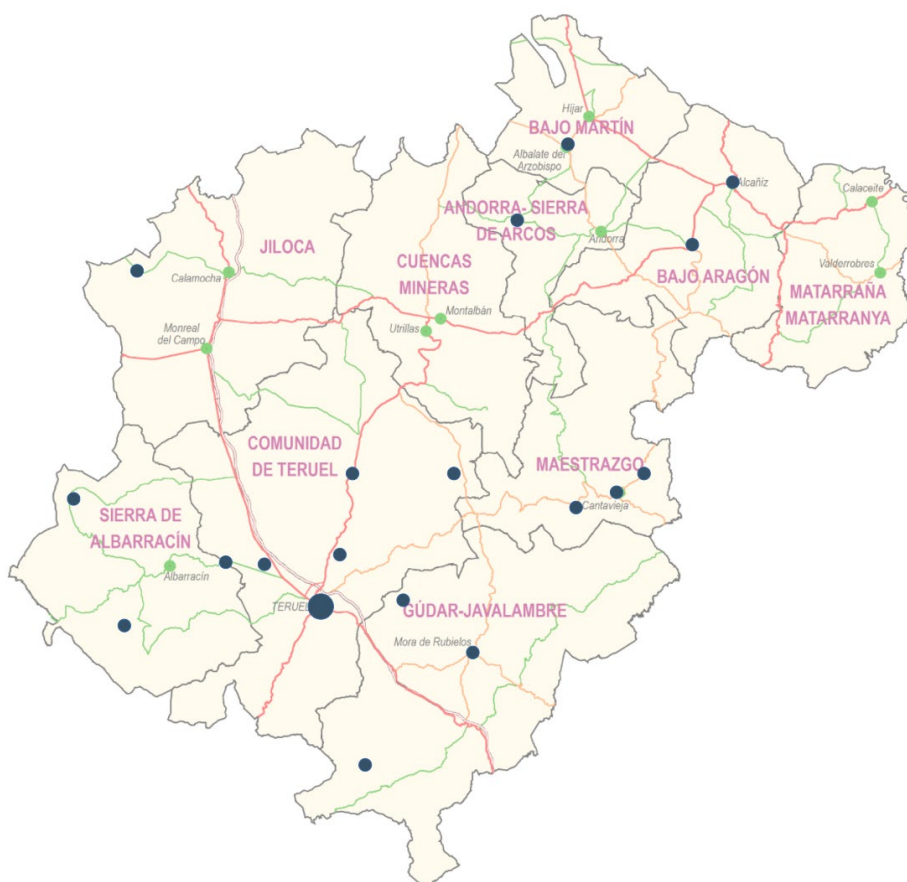 Híjar
BAJO MARTÍN
Albalate del
Arzobispo
Alcañiz
Calaceite
ANDORRA- SIERRA
DE ARCOS
Andorra
JILOCA
CUENCAS
MINERAS
BAJO ARAGÓN
Valderrobres
MATARRAÑA
MATARRANYA
Calamocha
Montalbán
Utrillas
Monreal
del Campo
COMUNIDAD
DE TERUEL
MAESTRAZGO
Cantavieja
SIERRA DE
ALBARRACÍN
Albarracín
TERUEL
GÚDAR-JAVALAMBRE
Mora de Rubielos